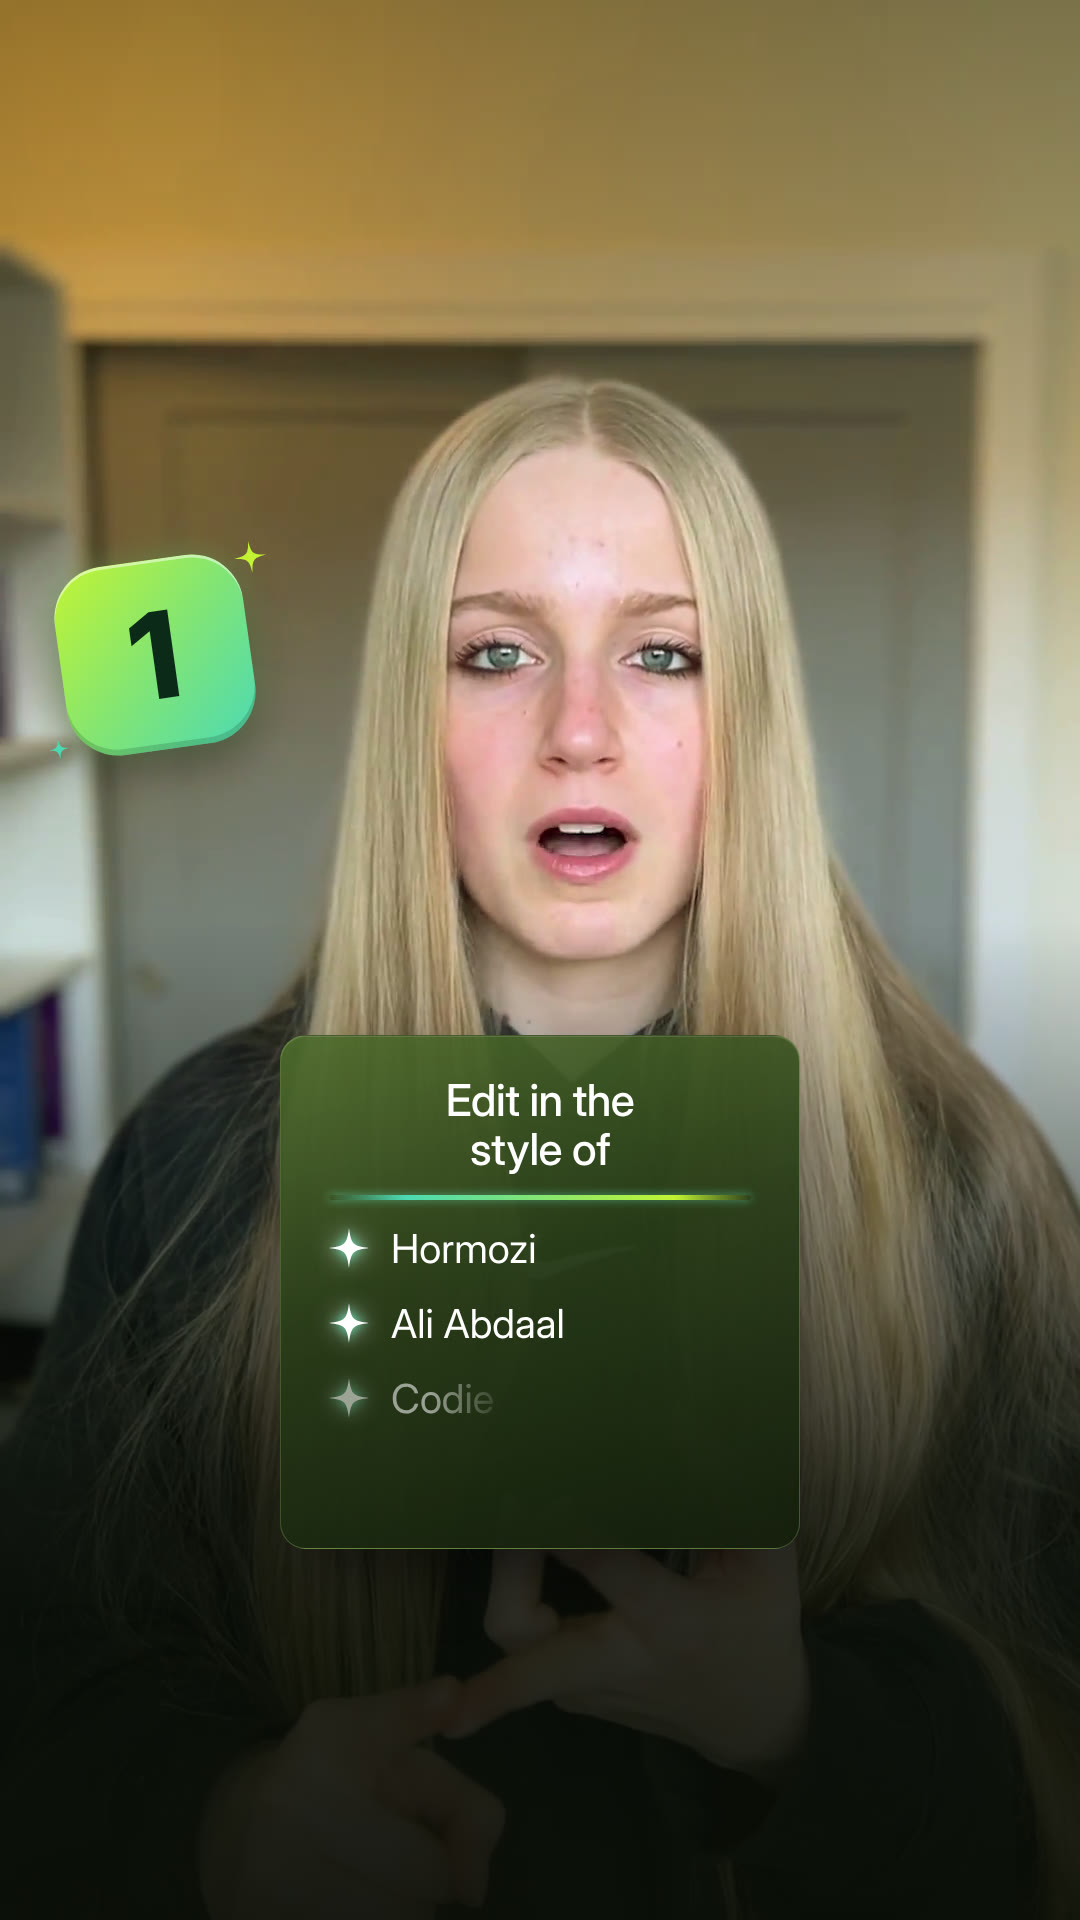 1
Edit in the
style of
Hormozi
Ali Abdaal
Codie